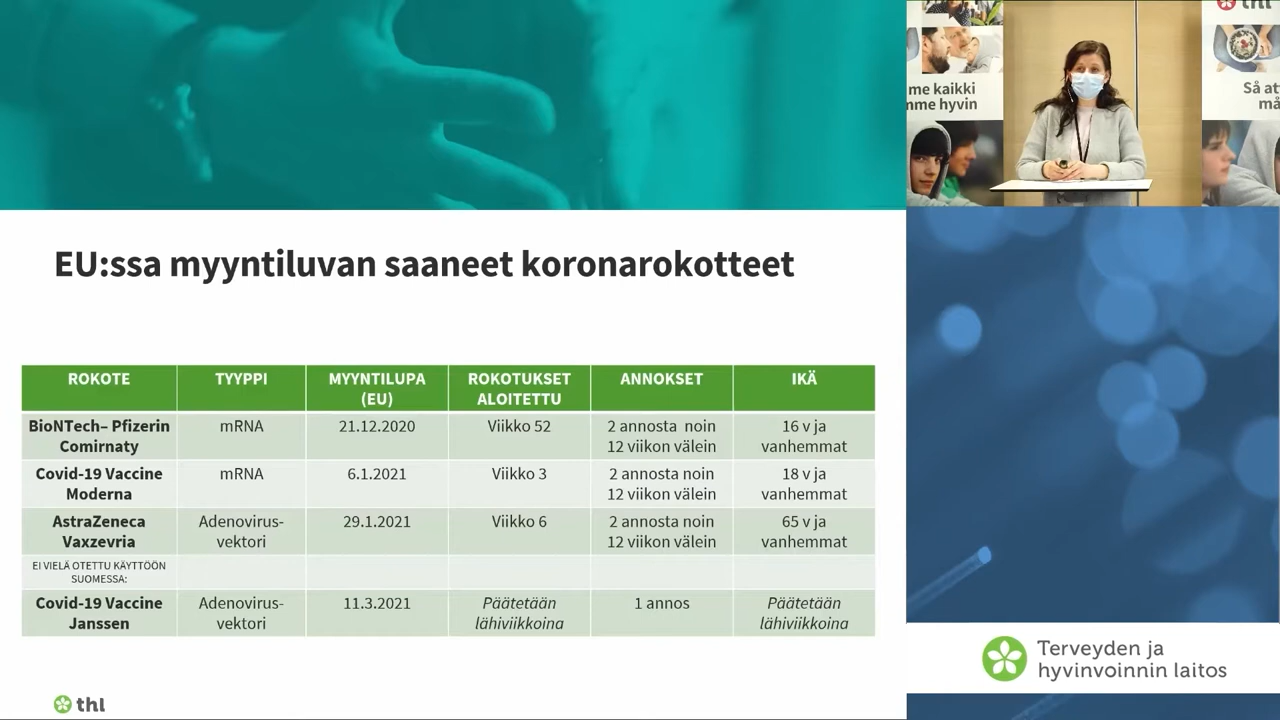 EU:ssa myyntiluvan saaneet koronarokotteet
ROKOTE
TYYPPI
MYYNTILUPA
(EU)
ROKOTUKSET
ALOITETTU
ANNOKSET
IKÄ
BioNTech– Pfizerin
Comirnaty
mRNA
21.12.2020
Viikko 52
2 annosta noin
12 viikon välein
16 v ja
vanhemmat
Covid-19 Vaccine
Moderna
mRNA
6.1.2021
Viikko 3
2 annosta noin
12 viikon välein
18 v ja
vanhemmat
AstraZeneca
Vaxzevria
Adenovirus-
vektori
29.1.2021
Viikko 6
2 annosta noin
12 viikon välein
65 v ja
vanhemmat
EI VIELÄ OTETTU KÄYTTÖÖN
SUOMESSA:
Covid-19 Vaccine
Janssen
Adenovirus-
vektori
11.3.2021
Päätetään
lähiviikkoina
1 annos
Päätetään
lähiviikkoina
thl
thl
me kaikki
mme hyvin
Så at
må
Terveyden ja
hyvinvoinnin laitos